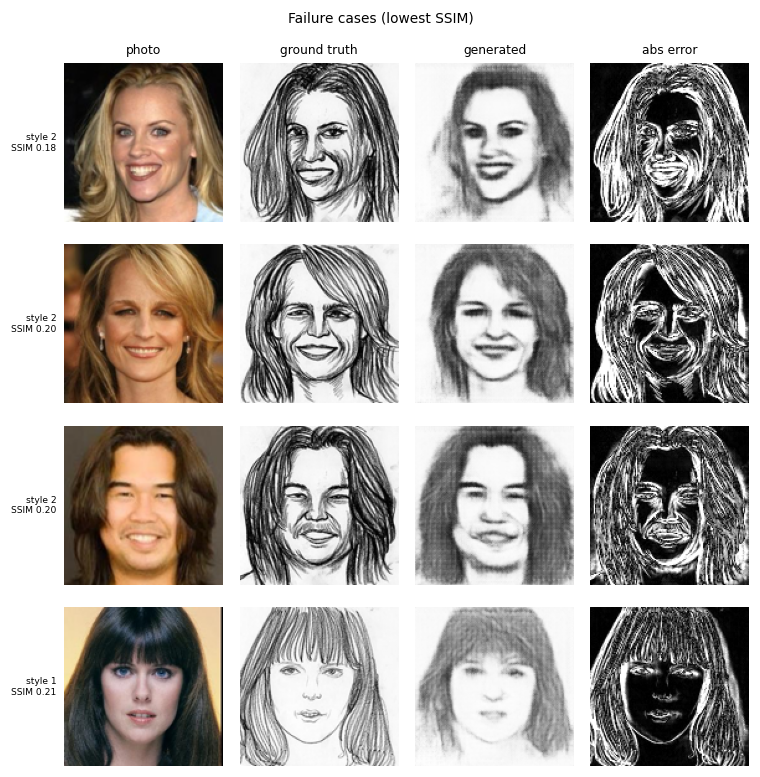 Failure cases (lowest SSIM)
photo
ground truth
generated
abs error
style 2
SSIM 0.18
style 2
SSIM 0.20
style 2
SSIM 0.20
style 1
SSIM 0.21